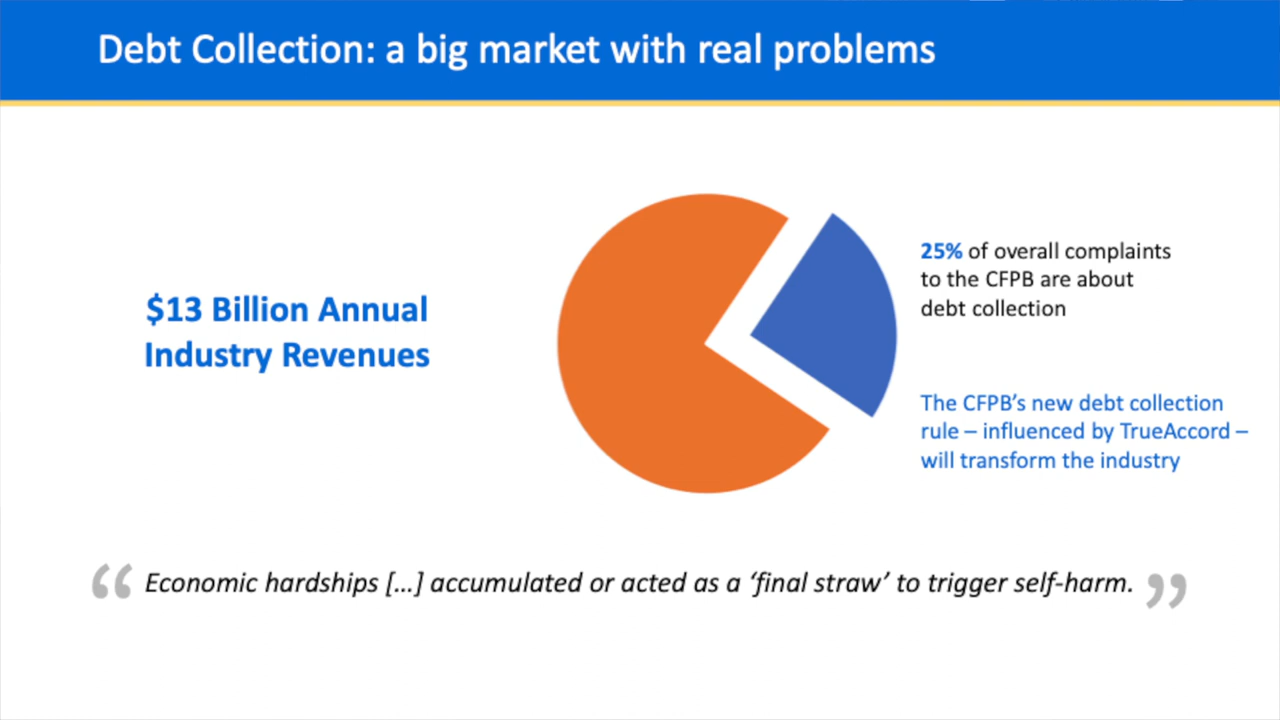 Debt Collection: a big market with real problems
$13 Billion Annual
Industry Revenues
25% of overall complaints
to the CFPB are about
debt collection
The CFPB’s new debt collection
rule – influenced by TrueAccord –
will transform the industry
“ Economic hardships [...] accumulated or acted as a ‘final straw’ to trigger self-harm. ”